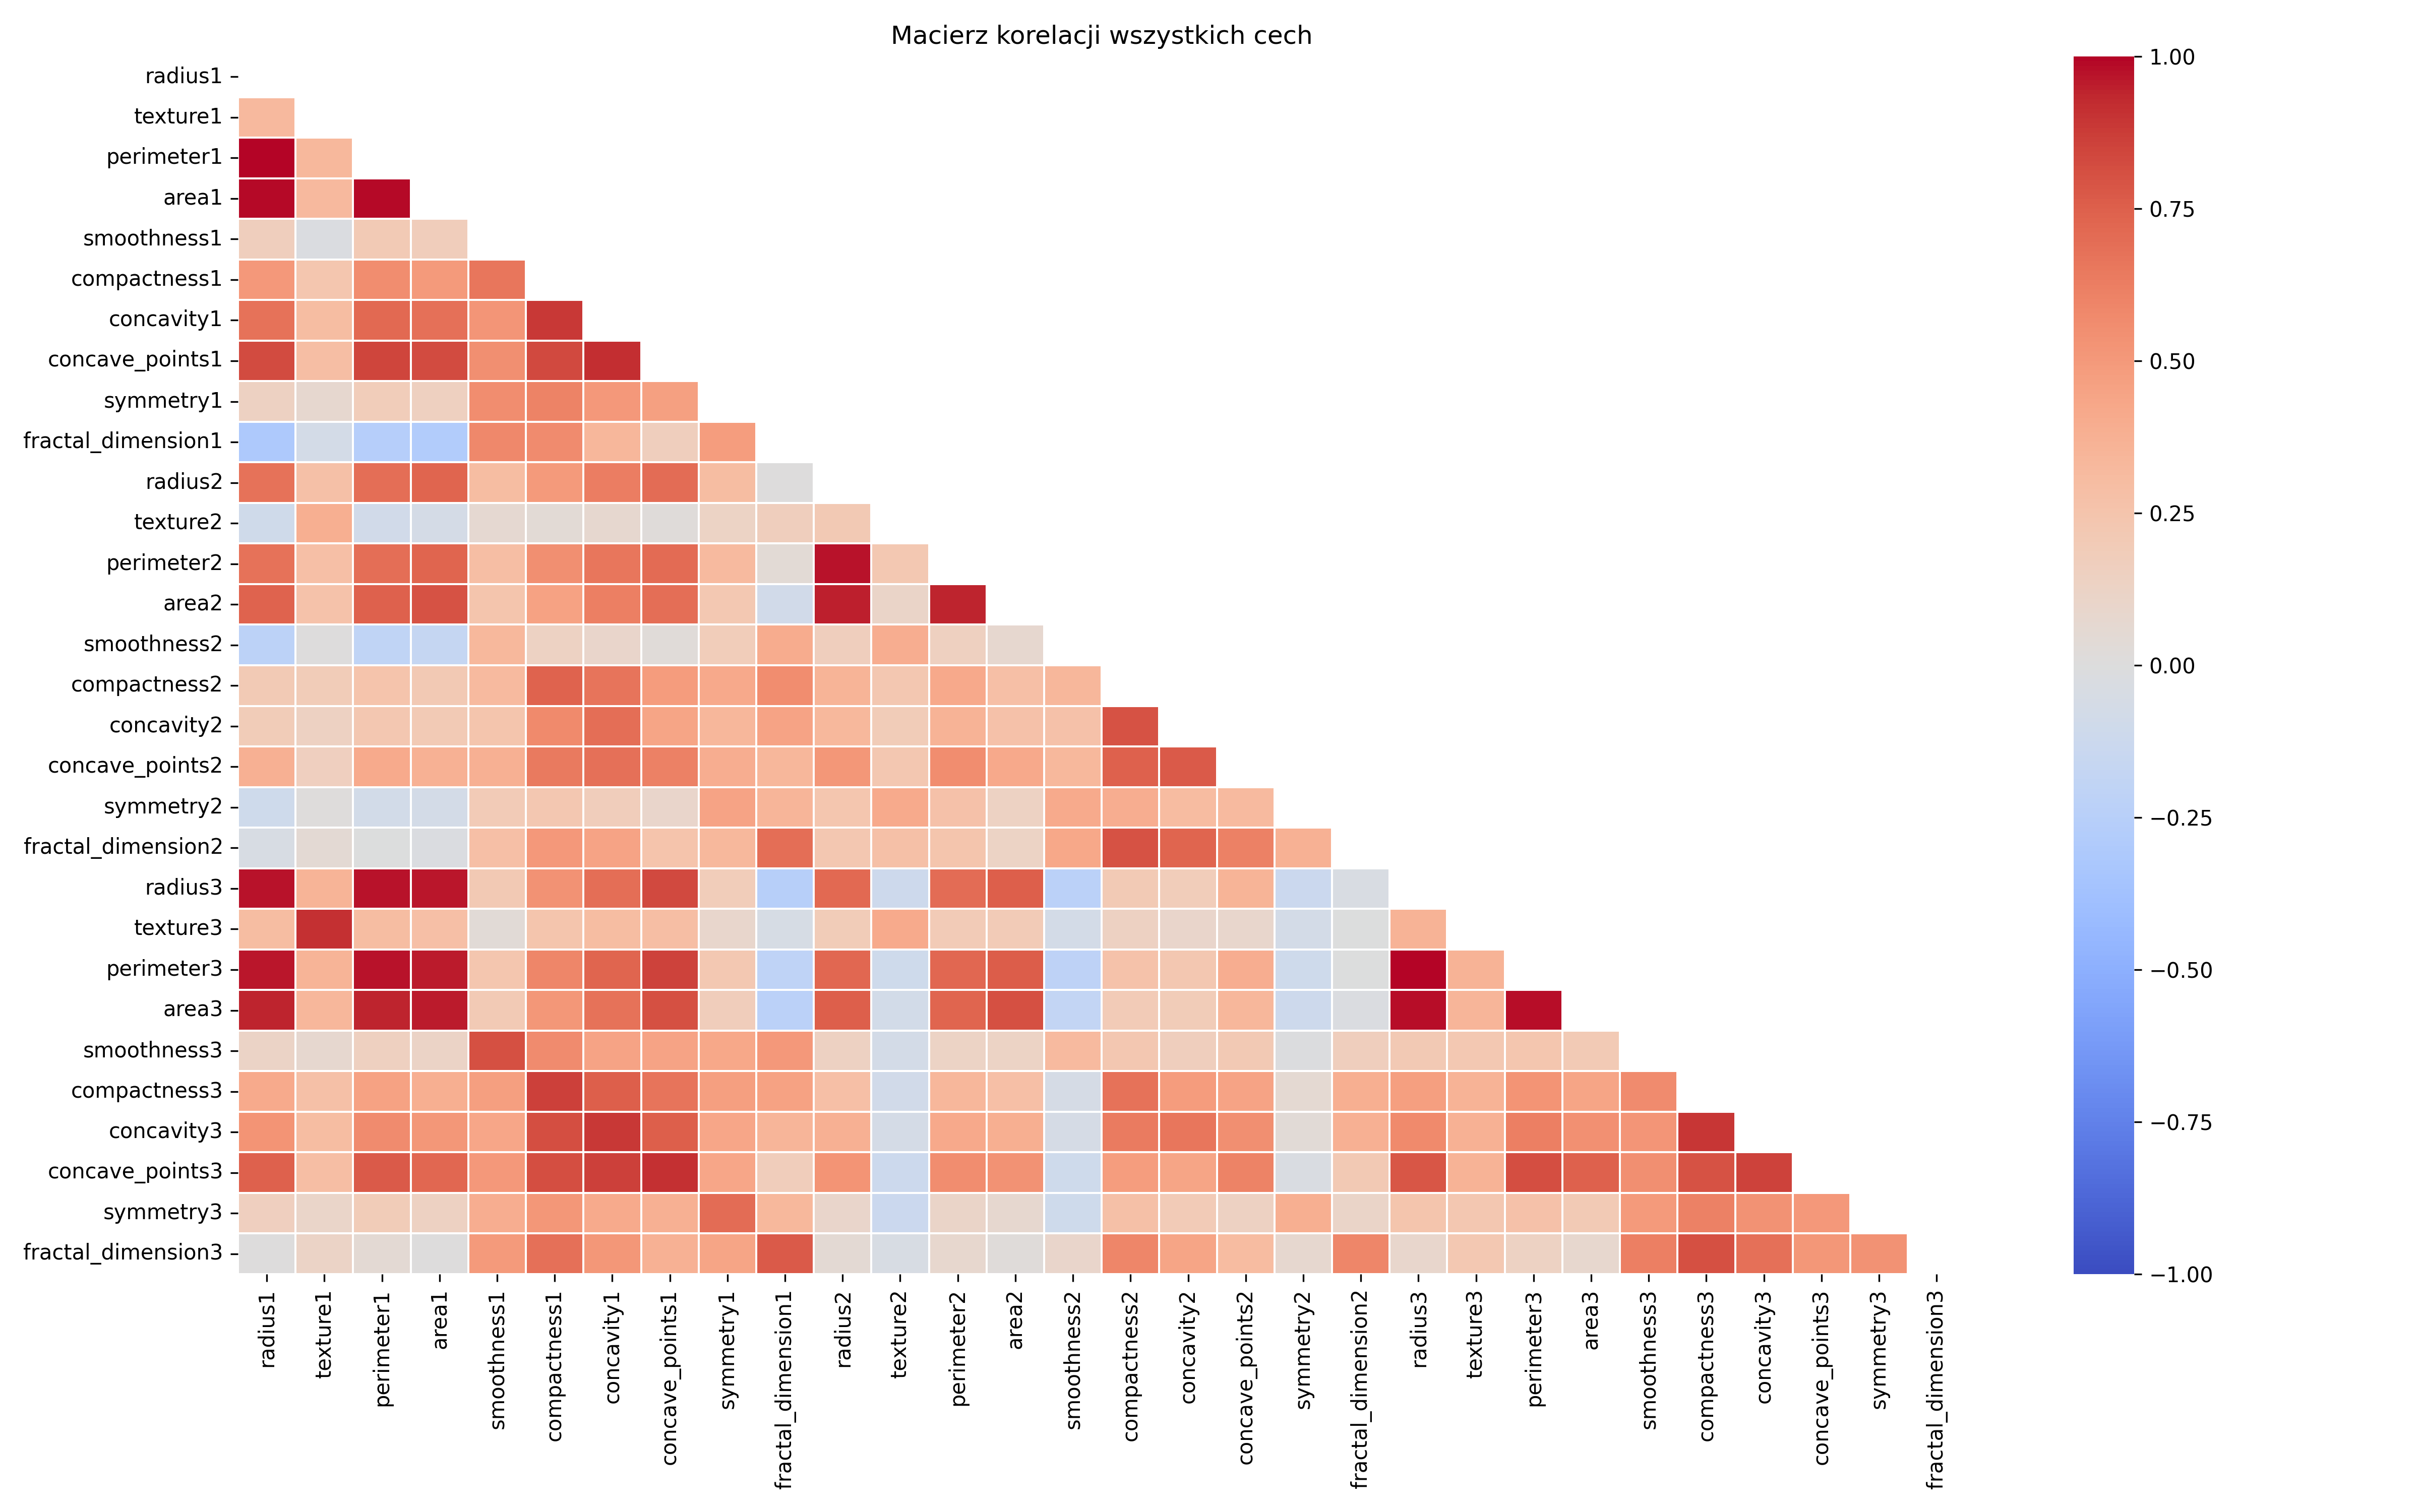 Macierz korelacji wszystkich cech
radius1
texture1
perimeter1
area1
smoothness1
compactness1
concavity1
concave_points1
symmetry1
fractal_dimension1
radius2
texture2
perimeter2
area2
smoothness2
compactness2
concavity2
concave_points2
symmetry2
fractal_dimension2
radius3
texture3
perimeter3
area3
smoothness3
compactness3
concavity3
concave_points3
symmetry3
fractal_dimension3
radius1
texture1
perimeter1
area1
smoothness1
compactness1
concavity1
concave_points1
symmetry1
fractal_dimension1
radius2
texture2
perimeter2
area2
smoothness2
compactness2
concavity2
concave_points2
symmetry2
fractal_dimension2
radius3
texture3
perimeter3
area3
smoothness3
compactness3
concavity3
concave_points3
symmetry3
fractal_dimension3
1.00
0.75
0.50
0.25
0.00
−0.25
−0.50
−0.75
−1.00